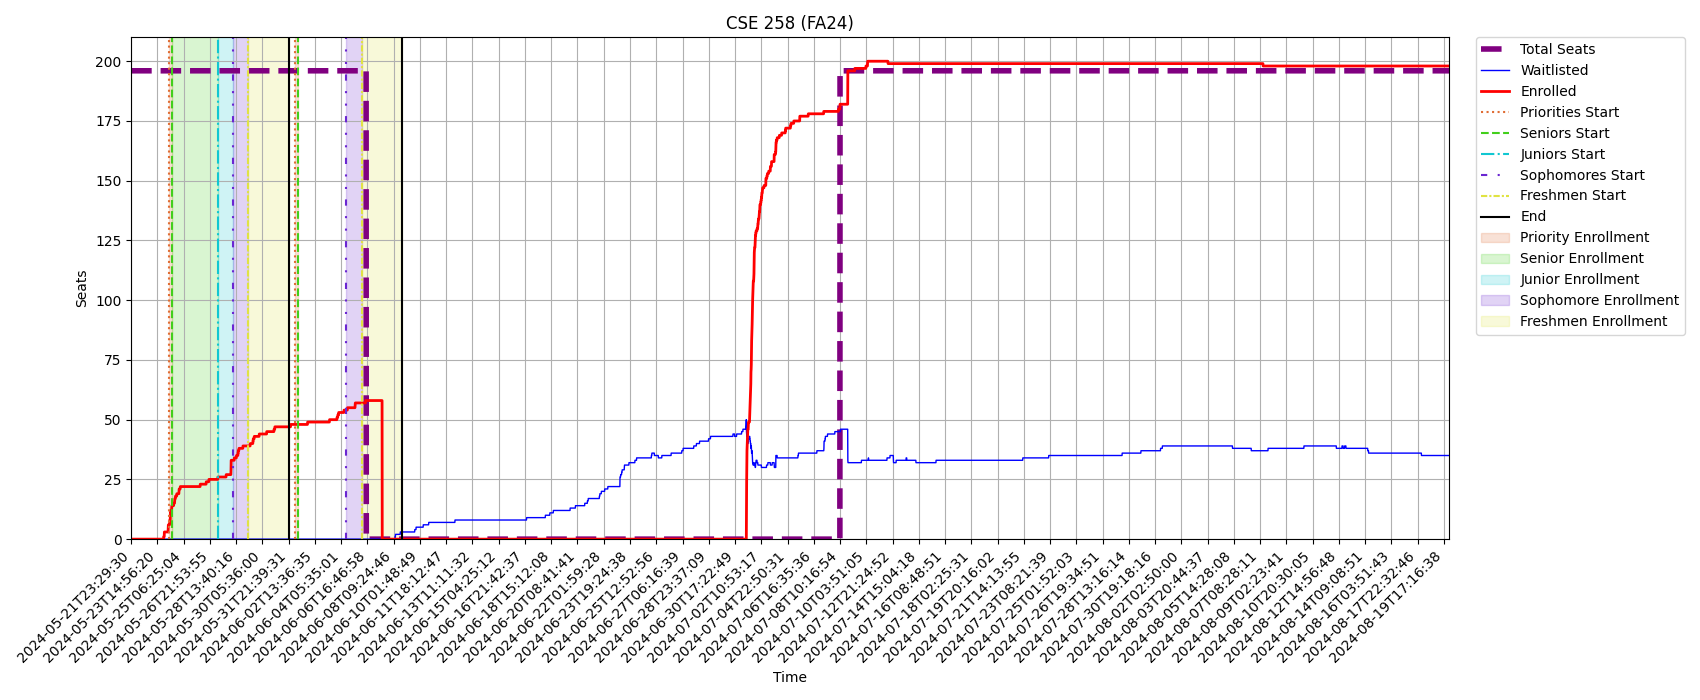 CSE 258 (FA24)
Seats
200
175
150
125
100
75
50
25
0
2024-05-21T23:29:30
2024-05-23T14:56:20
2024-05-25T06:25:04
2024-05-26T21:53:55
2024-05-28T13:40:16
2024-05-30T05:36:00
2024-05-31T21:39:31
2024-06-02T13:36:35
2024-06-04T05:35:01
2024-06-06T16:46:58
2024-06-08T09:24:46
2024-06-10T01:48:49
2024-06-11T18:12:47
2024-06-13T11:11:32
2024-06-15T04:25:12
2024-06-16T21:42:37
2024-06-18T15:12:08
2024-06-20T08:41:41
2024-06-22T01:59:28
2024-06-23T19:24:38
2024-06-25T12:52:56
2024-06-27T06:16:39
2024-06-28T23:37:09
2024-06-30T17:22:49
2024-07-02T10:53:17
2024-07-04T22:50:31
2024-07-06T16:35:36
2024-07-08T10:16:54
2024-07-10T03:51:05
2024-07-12T21:24:52
2024-07-14T15:04:18
2024-07-16T08:48:51
2024-07-18T02:25:31
2024-07-19T20:16:02
2024-07-21T14:13:55
2024-07-23T08:21:39
2024-07-25T01:52:03
2024-07-26T19:34:51
2024-07-28T13:16:14
2024-07-30T19:18:16
2024-08-02T02:50:00
2024-08-03T20:44:37
2024-08-05T14:28:08
2024-08-07T08:28:11
2024-08-09T02:23:41
2024-08-10T20:30:05
2024-08-12T14:56:48
2024-08-14T09:08:51
2024-08-16T03:51:43
2024-08-17T22:32:46
2024-08-19T17:16:38
Time
Total Seats
Waitlisted
Enrolled
Priorities Start
Seniors Start
Juniors Start
Sophomores Start
Freshmen Start
End
Priority Enrollment
Senior Enrollment
Junior Enrollment
Sophomore Enrollment
Freshmen Enrollment